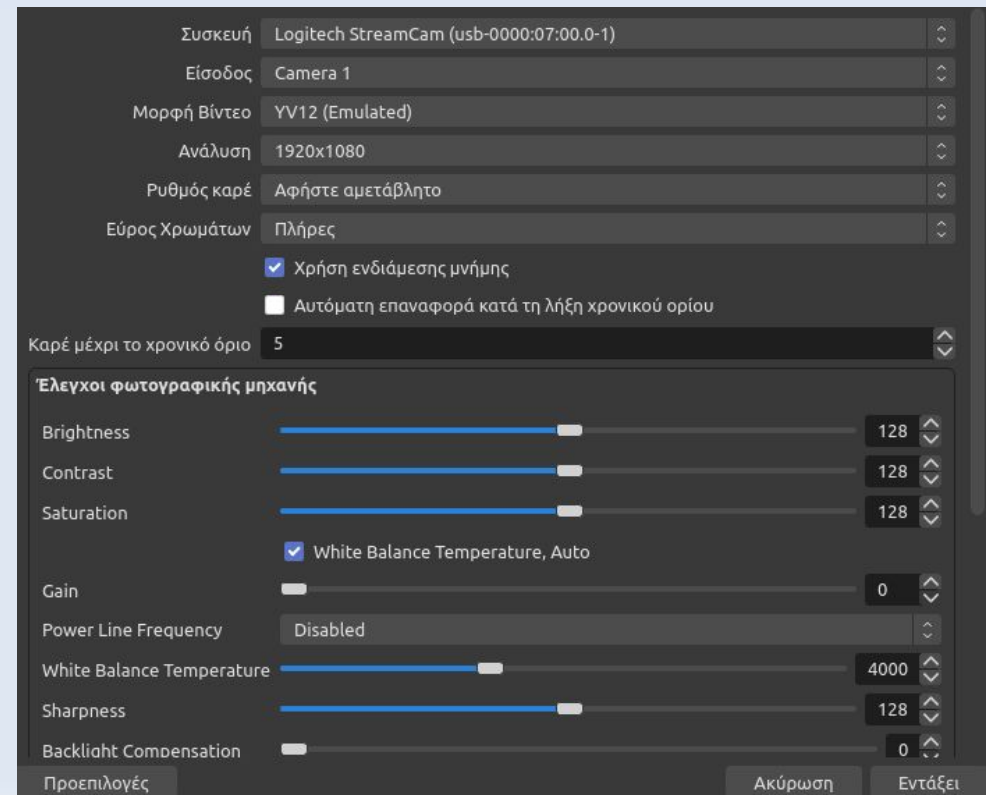 Συσκευή Logitech StreamCam (usb-0000:07:00.0-1)
Είσοδος Camera 1
Μορφή Βίντεο YV12 (Emulated)
Ανάλυση 1920x1080
Ρυθμός καρέ Αφήστε αμετάβλητο
Εύρος Χρωμάτων Πλήρες
Χρήση ενδιάμεσης μνήμης
Αυτόματη επαναφορά κατά τη λήξη χρονικού ορίου
Καρέ μέχρι το χρονικό όριο 5
Έλεγχοι φωτογραφικής μηχανής
Brightness 128
Contrast 128
Saturation 128
White Balance Temperature, Auto
Gain 0
Power Line Frequency Disabled
White Balance Temperature 4000
Sharpness 128
Backlight Compensation 0
Προεπιλογές Ακύρωση Εντάξει